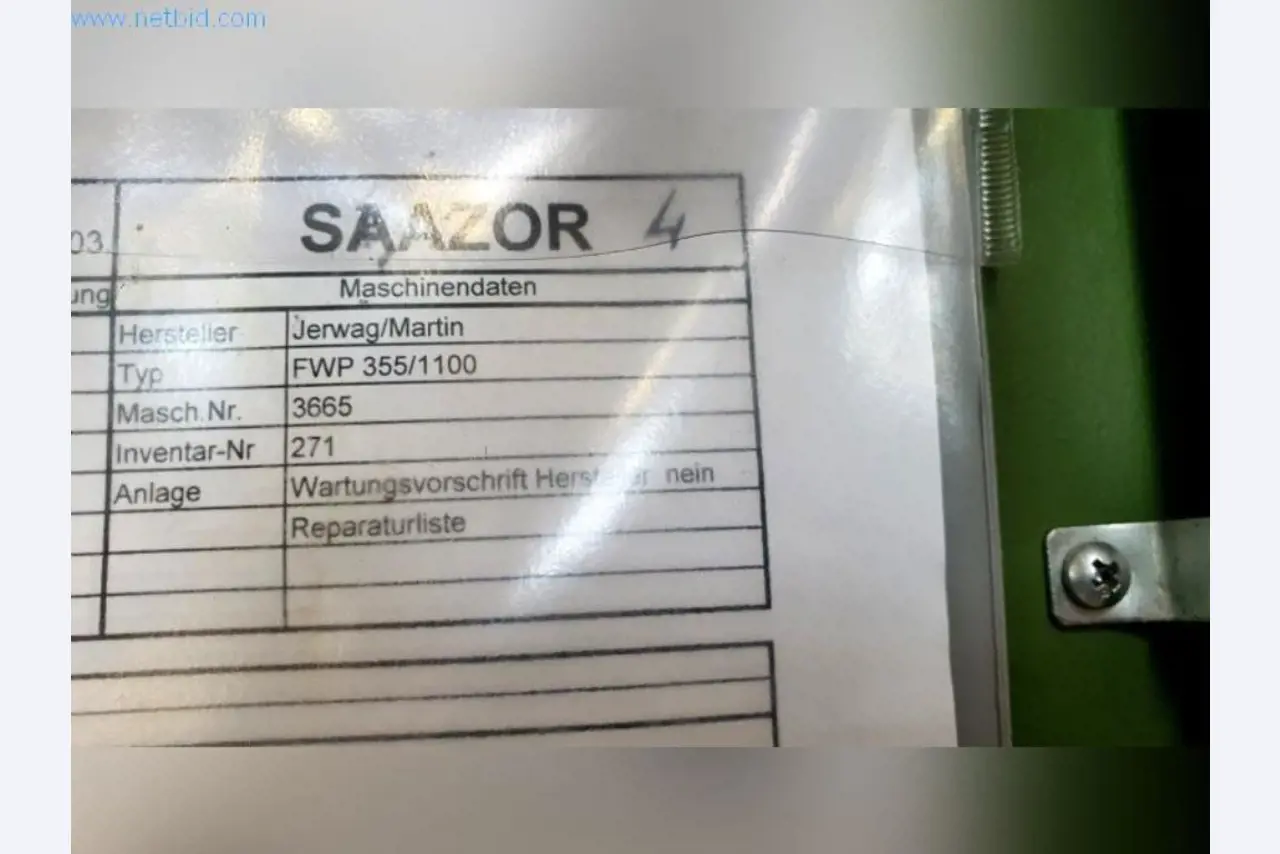 www.netbid.com
SAAZOR 4
03
ung
Maschinendaten
Hersteller Jerwag/Martin
Typ FWP 355/1100
Masch.Nr. 3665
Inventar-Nr 271
Anlage Wartungsvorschrift Hersteller nein
Reparaturliste